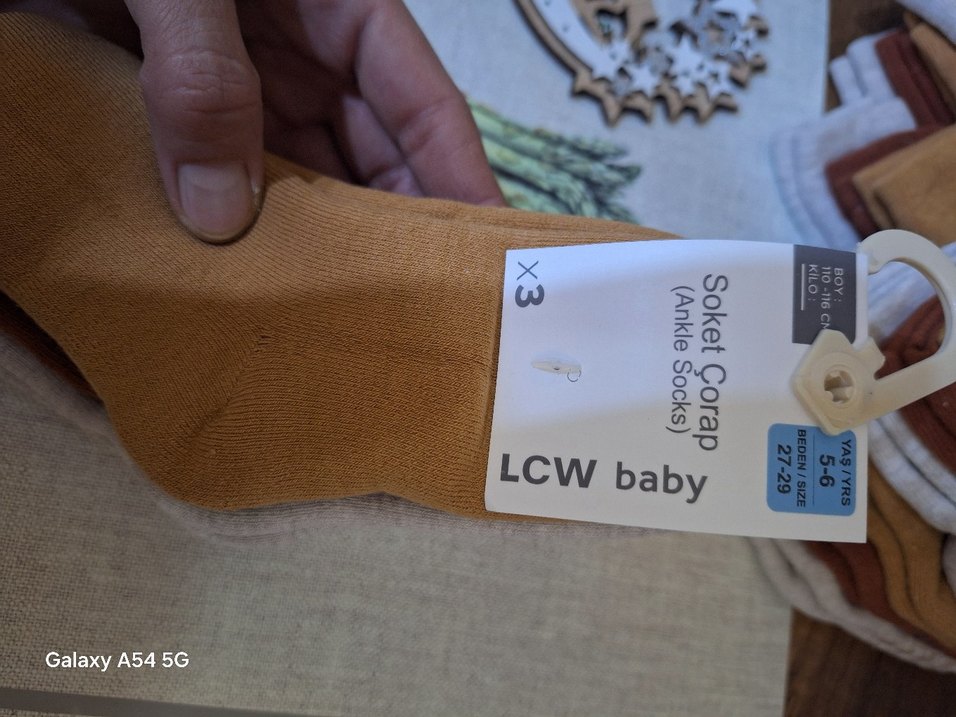 x3
Soket Çorap
(Ankle Socks)
LCW baby
BOY :
110 -116 CM
KİLO :
YAŞ / YRS
5-6
BEDEN / SIZE
27-29
Galaxy A54 5G